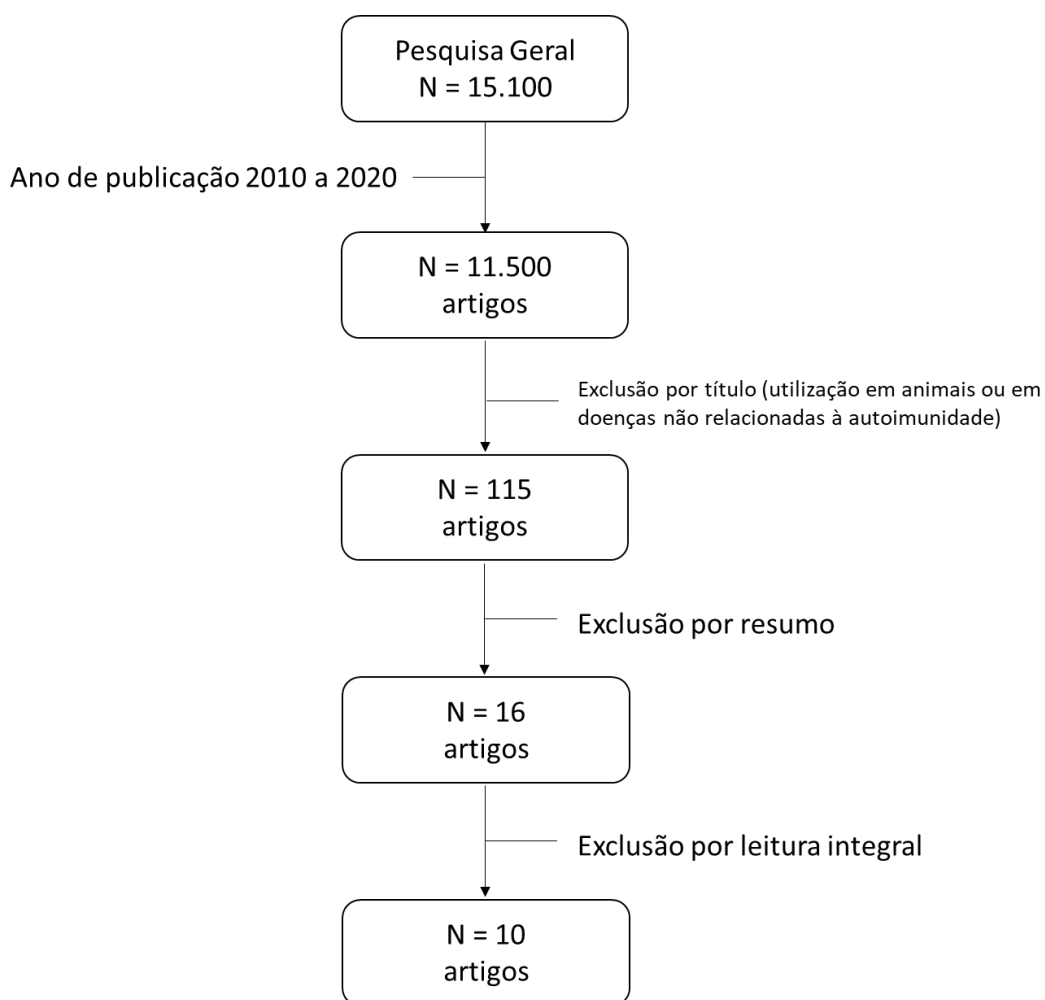 Pesquisa Geral
N = 15.100
Ano de publicação 2010 a 2020
N = 11.500
artigos
Exclusão por título (utilização em animais ou em
doenças não relacionadas à autoimunidade)
N = 115
artigos
Exclusão por resumo
N = 16
artigos
Exclusão por leitura integral
N = 10
artigos